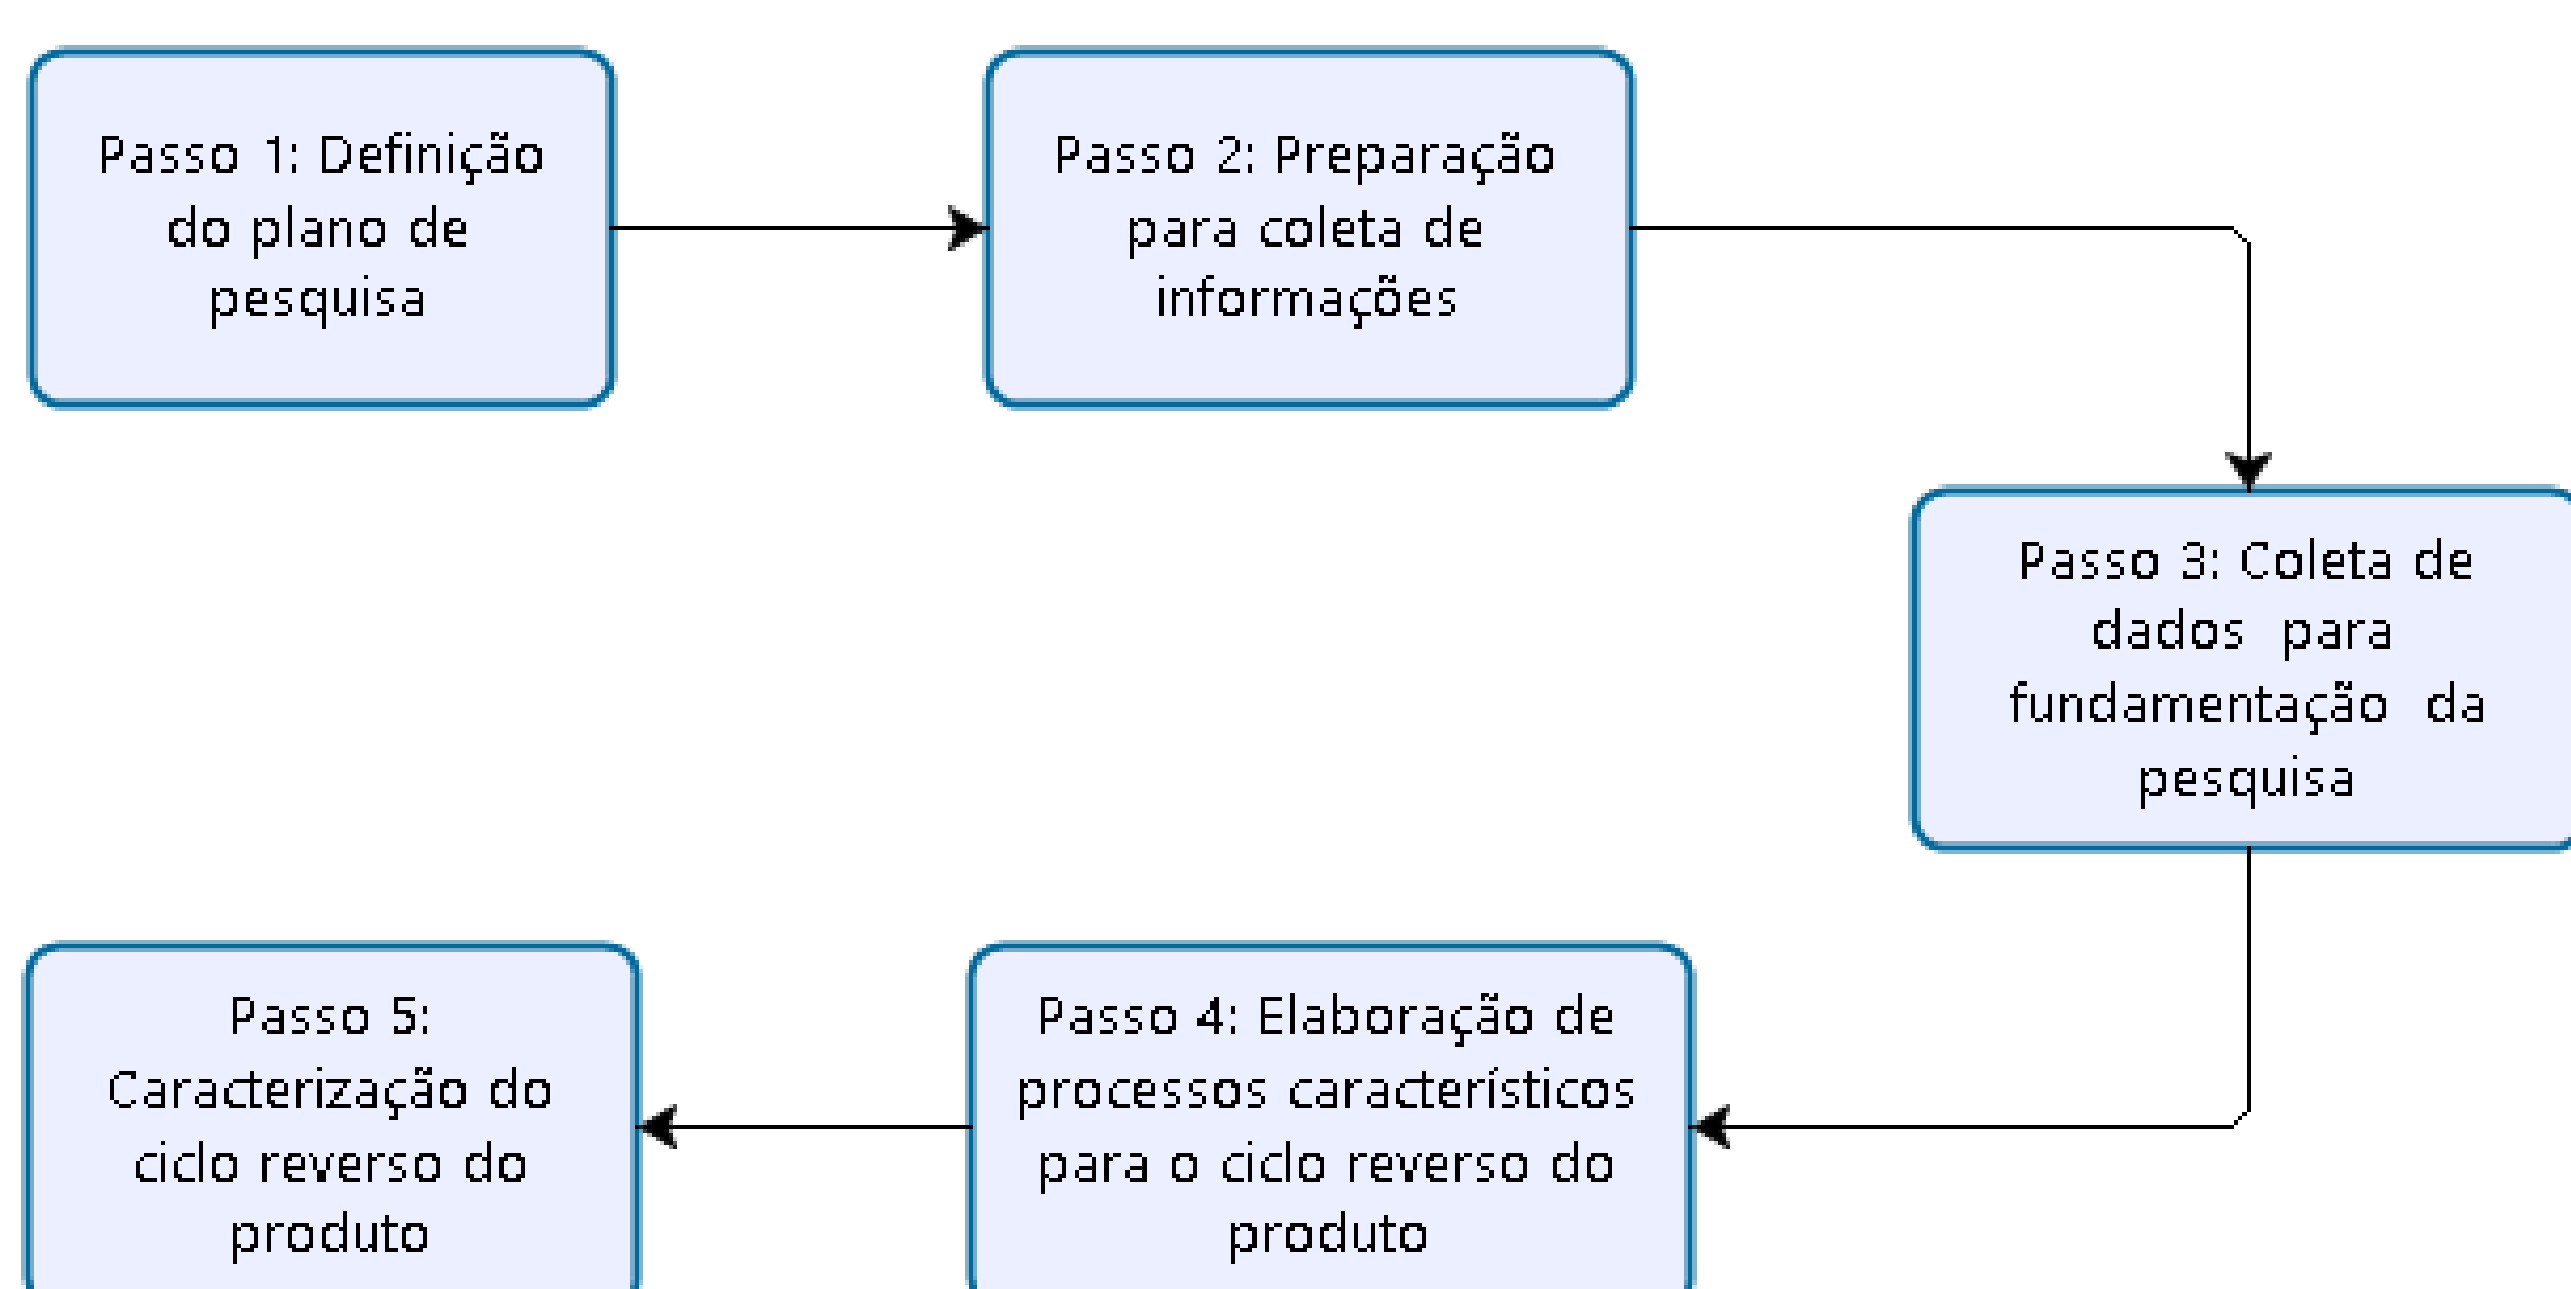 Passo 1: Definição
do plano de
pesquisa
Passo 2: Preparação
para coleta de
informações
Passo 3: Coleta de
dados para
fundamentação da
pesquisa
Passo 4: Elaboração de
processos característicos
para o ciclo reverso do
produto
Passo 5:
Caracterização do
ciclo reverso do
produto